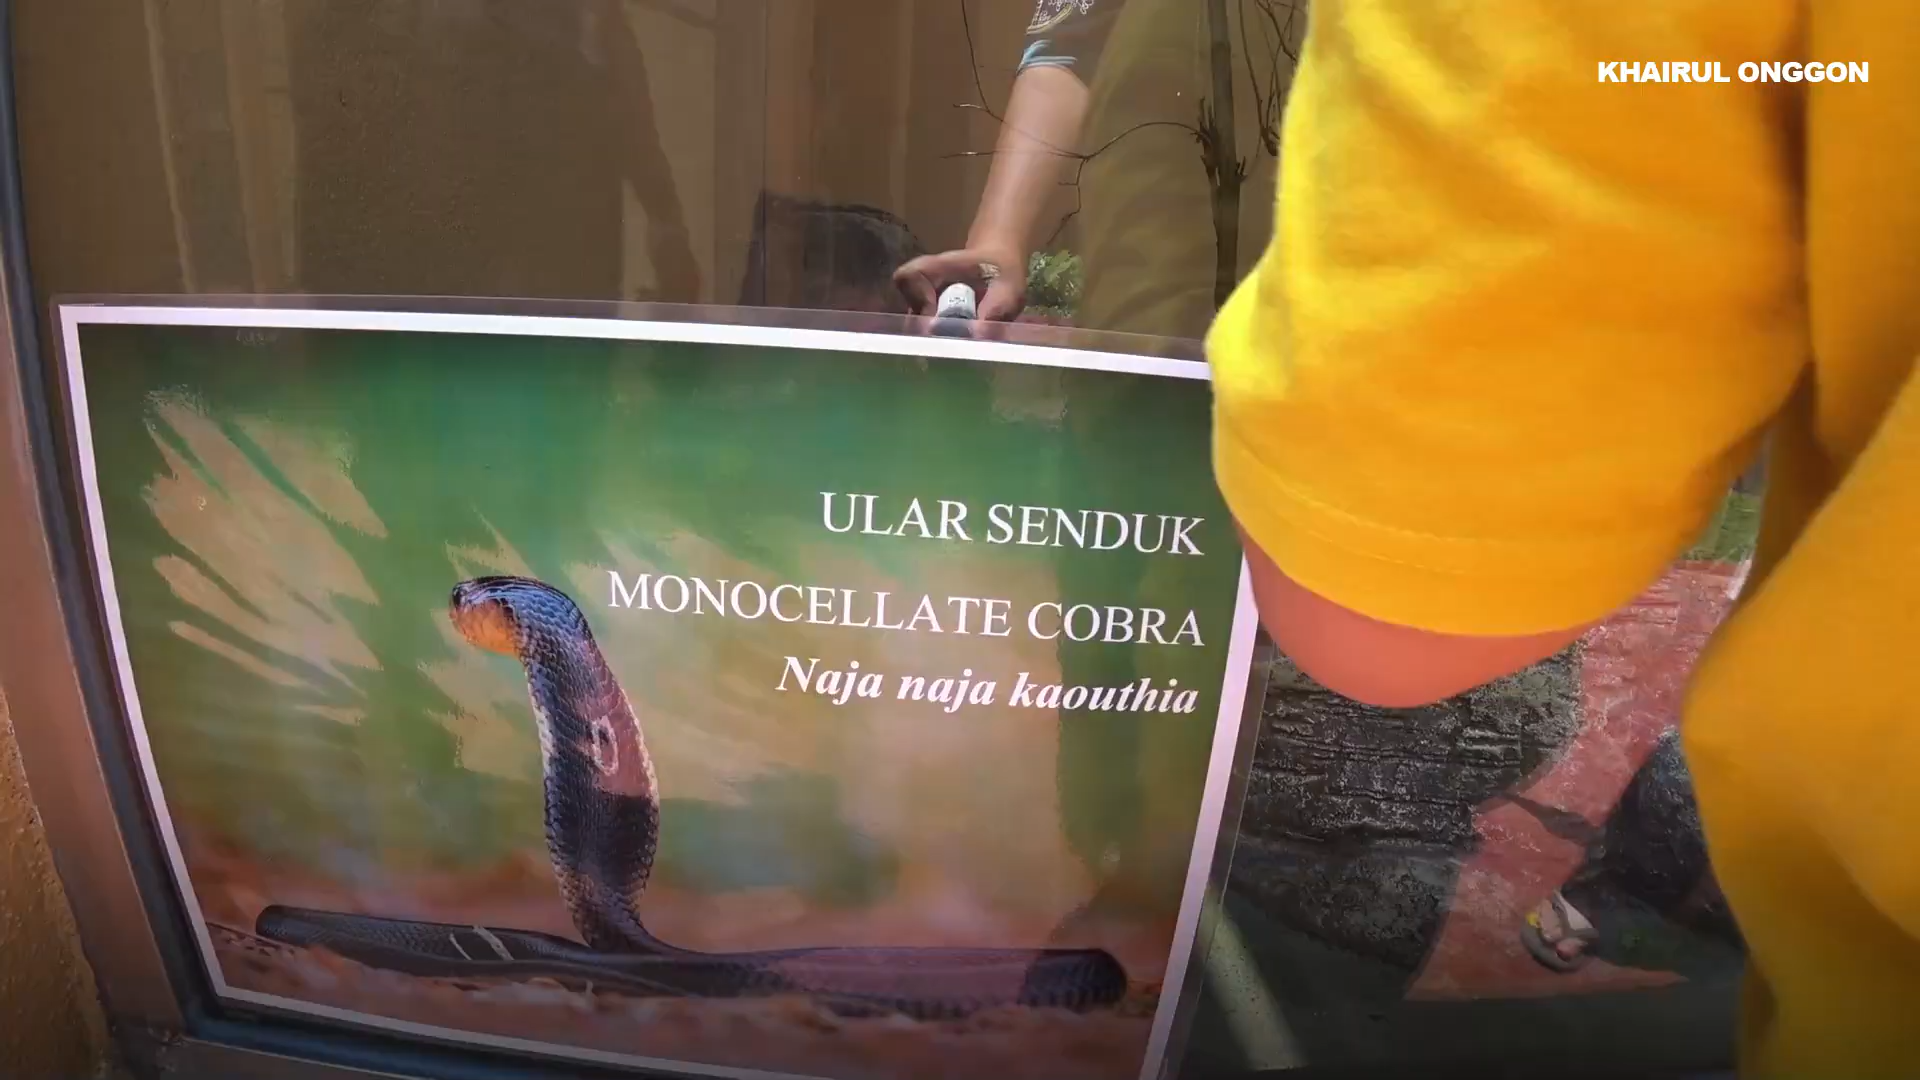 KHAIRUL ONGGON
ULAR SENDUK
MONOCELLATE COBRA
Naja naja kaouthia